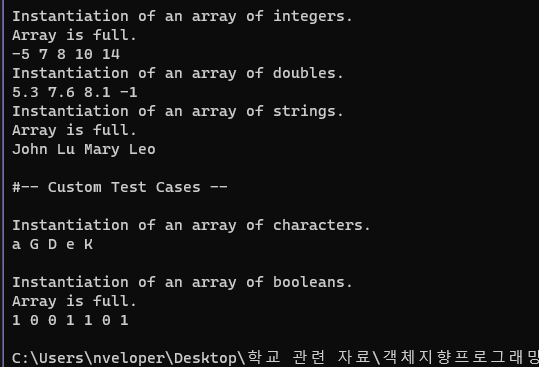 Instantiation of an array of integers.
Array is full.
-5 7 8 10 14
Instantiation of an array of doubles.
5.3 7.6 8.1 -1
Instantiation of an array of strings.
Array is full.
John Lu Mary Leo
#-- Custom Test Cases --
Instantiation of an array of characters.
a G D e K
Instantiation of an array of booleans.
Array is full.
1 0 0 1 1 0 1
C:\Users\nveloper\Desktop\학교 관련 자료\객체지향프로그래밍